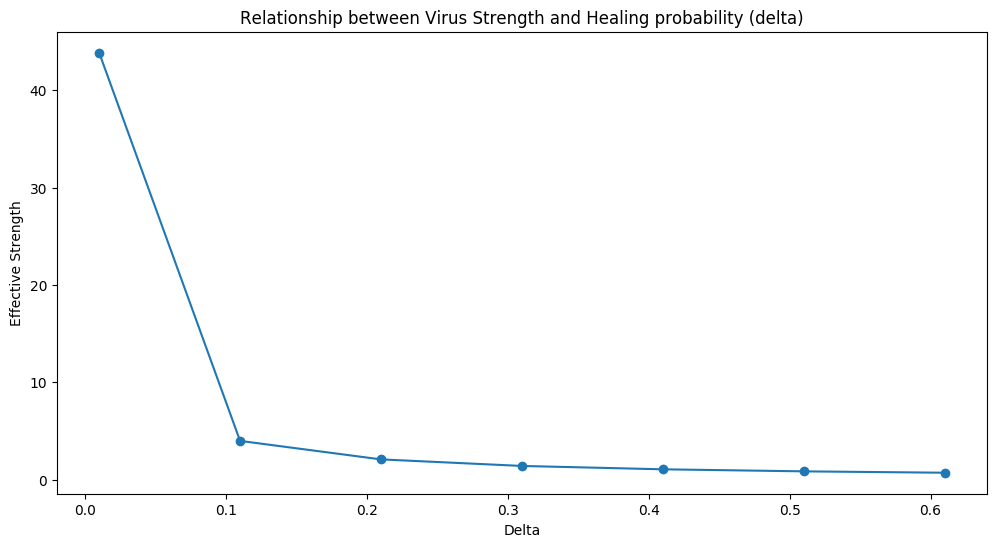 Relationship between Virus Strength and Healing probability (delta)
Effective Strength
40
30
20
10
0
0.0 0.1 0.2 0.3 0.4 0.5 0.6
Delta